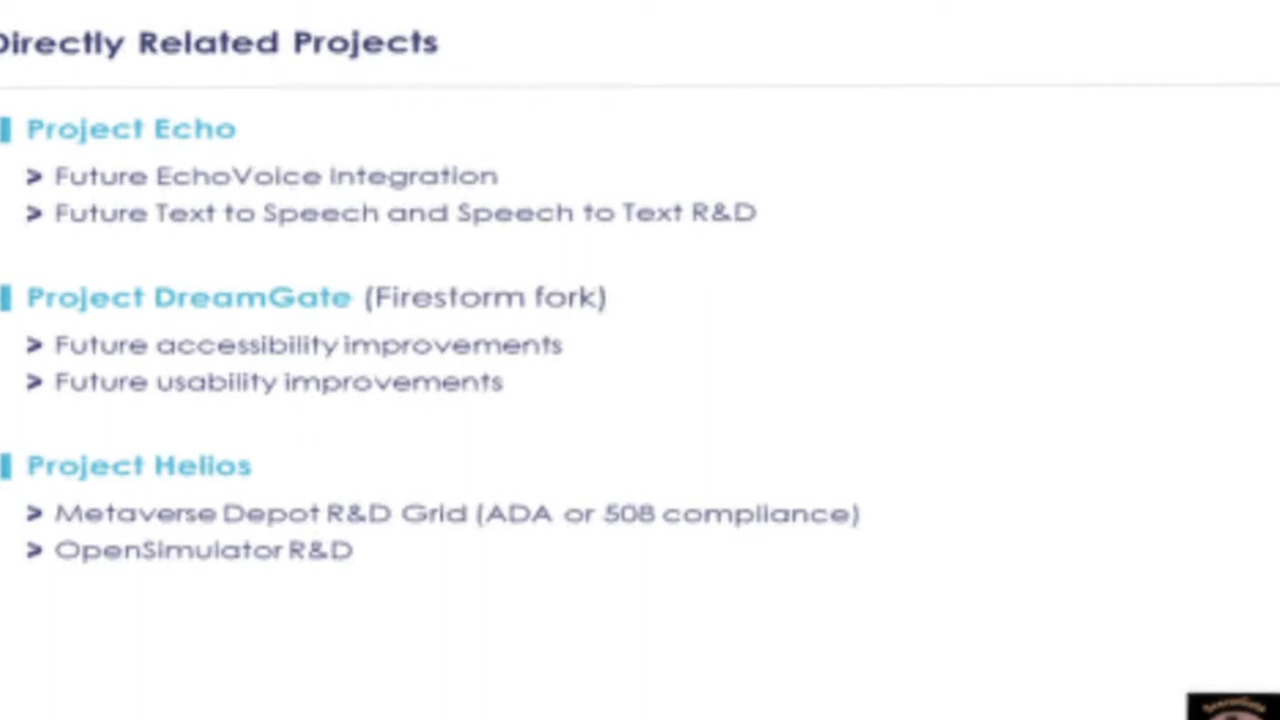 Directly Related Projects
Project Echo
> Future EchoVoice Integration
> Future Text to Speech and Speech to Text R&D
Project DreamGate (Firestorm fork)
> Future accessibility improvements
> Future usability improvements
Project Helios
> Metaverse Depot R&D Grid (ADA or 508 compliance)
> OpenSimulator R&D